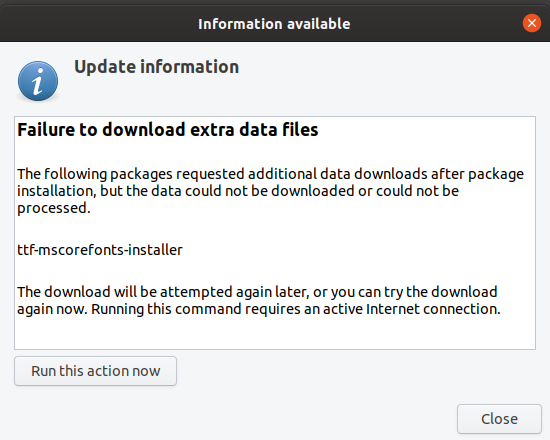 Information available
Update information
Failure to download extra data files
The following packages requested additional data downloads after package
installation, but the data could not be downloaded or could not be
processed.
ttf-mscorefonts-installer
The download will be attempted again later, or you can try the download
again now. Running this command requires an active Internet connection.
Run this action now
Close